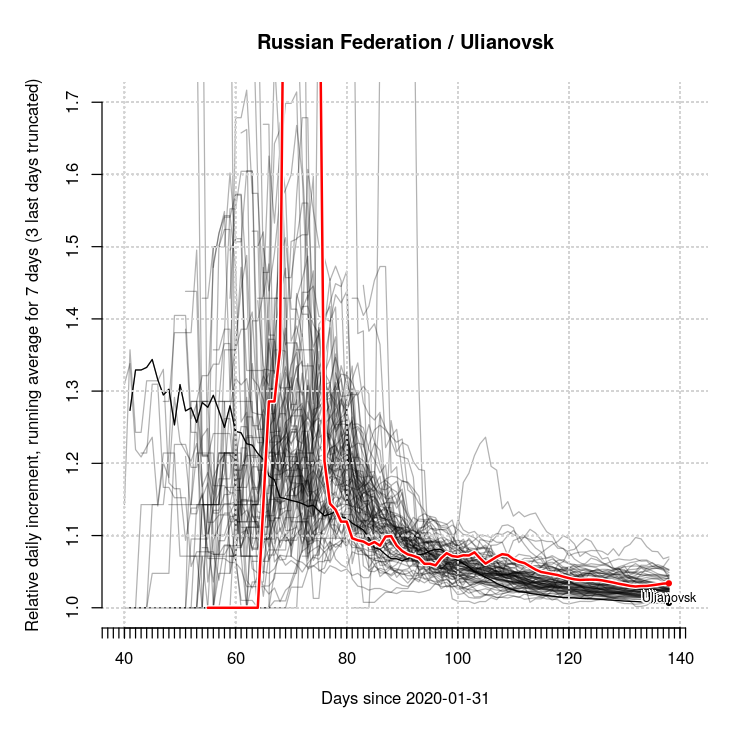 Russian Federation / Ulianovsk
Relative daily increment, running average for 7 days (3 last days truncated)
1.7
1.6
1.5
1.4
1.3
1.2
1.1
1.0
Ulianovsk
40 60 80 100 120 140
Days since 2020-01-31